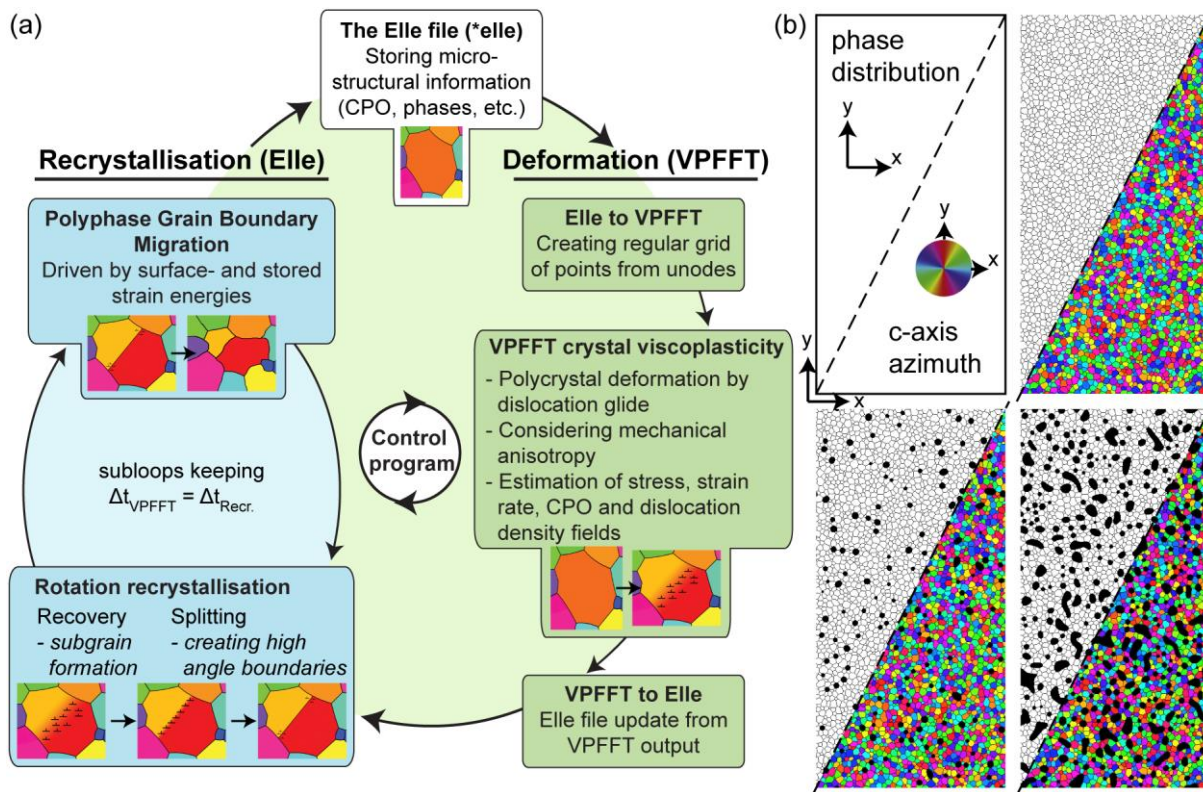 (a)
The Elle file (*elle)
Storing micro-
structural information
(CPO, phases, etc.)
Recrystallisation (Elle)
Deformation (VPFFT)
Polyphase Grain Boundary
Migration
Driven by surface- and stored
strain energies
Elle to VPFFT
Creating regular grid
of points from unodes
VPFFT crystal viscoplasticity
- Polycrystal deformation by
dislocation glide
- Considering mechanical
anisotropy
- Estimation of stress, strain
rate, CPO and dislocation
density fields
Control
program
subloops keeping
Δt_VPFFT = Δt_Recr.
Rotation recrystallisation
Recovery
- subgrain
formation
Splitting
- creating high
angle boundaries
VPFFT to Elle
Elle file update from
VPFFT output
(b)
phase
distribution
y
x
y
x
c-axis
azimuth
y
x